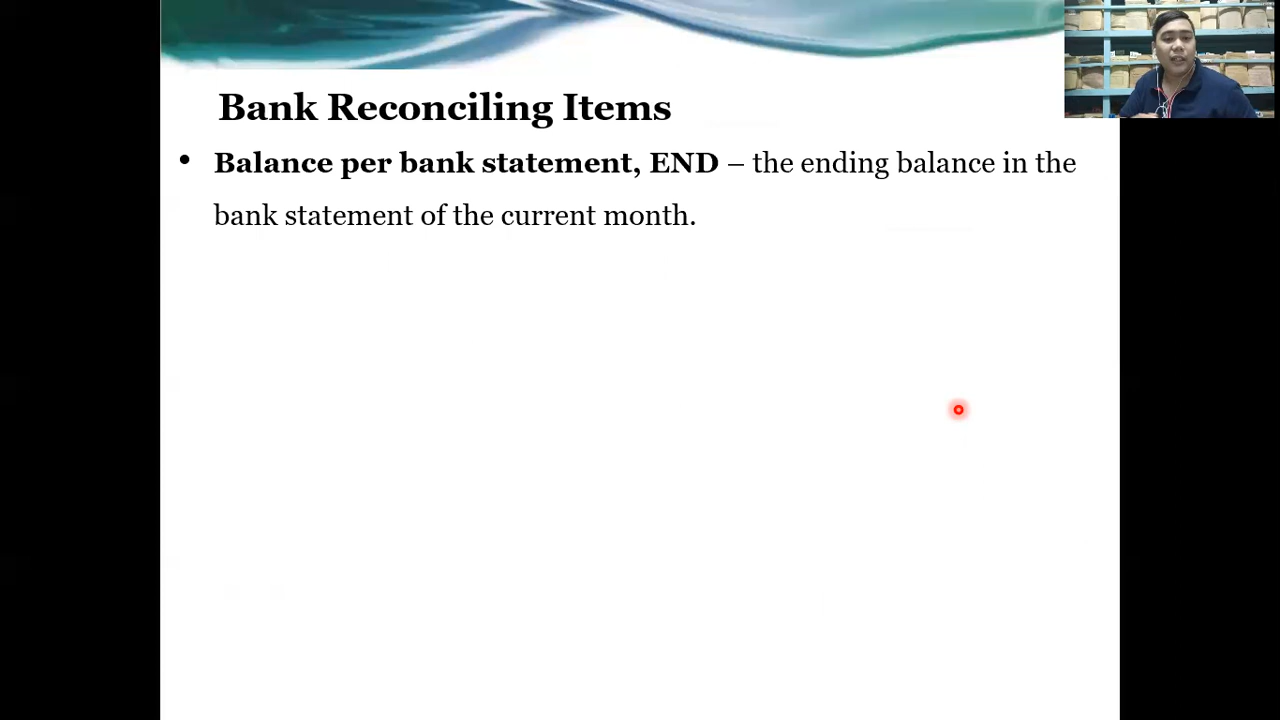 Bank Reconciling Items
• Balance per bank statement, END – the ending balance in the
bank statement of the current month.